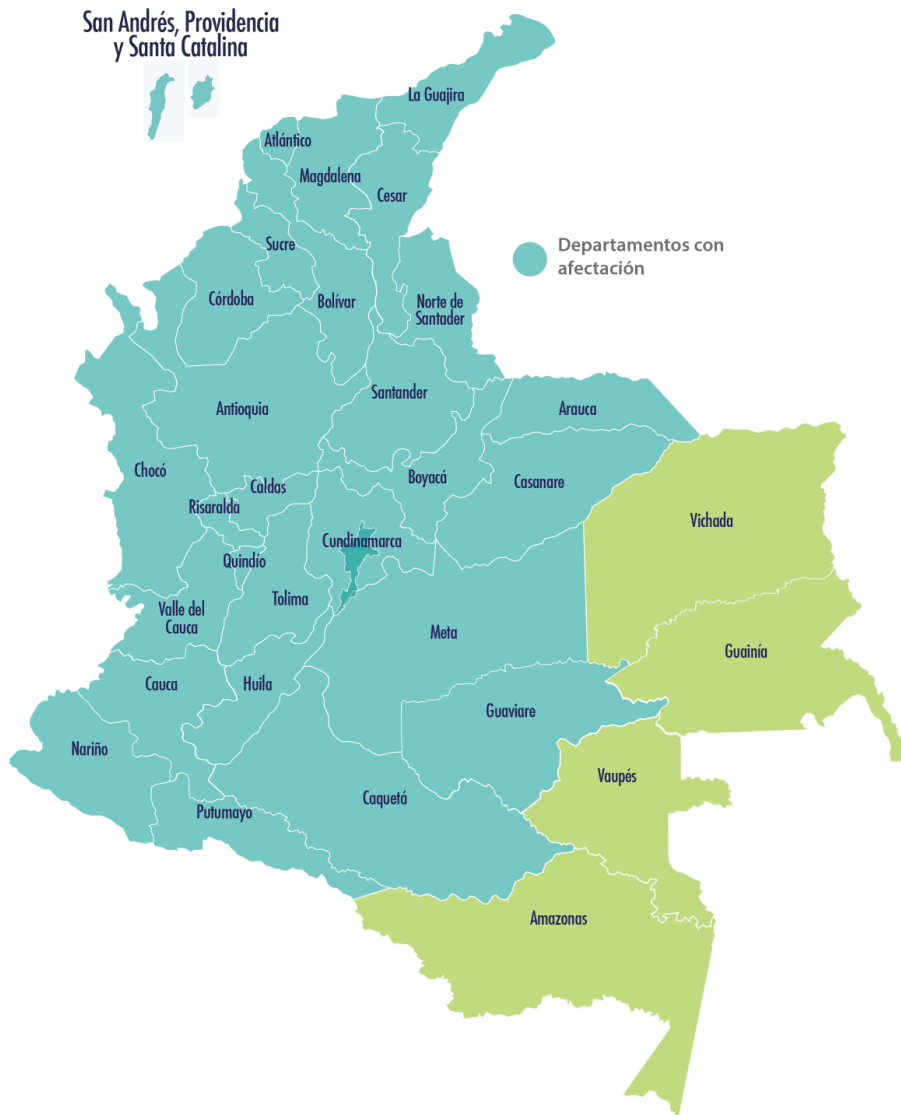 San Andrés, Providencia
y Santa Catalina
La Guajira
Atlántico
Magdalena
Cesar
Sucre
Departamentos con
afectación
Córdoba
Bolívar
Norte de
Santader
Santander
Antioquia
Arauca
Chocó
Boyacá
Caldas
Casanare
Risaralda
Vichada
Cundinamarca
Quindío
Tolima
Valle del
Cauca
Meta
Guainía
Cauca
Huila
Guaviare
Nariño
Vaupés
Caquetá
Putumayo
Amazonas